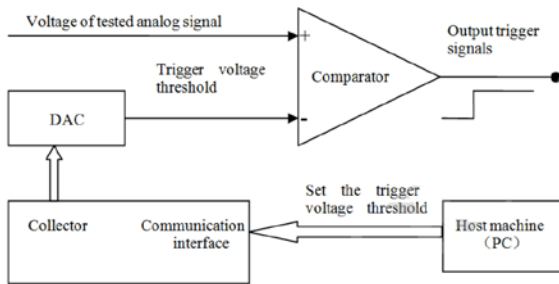 Voltage of tested analog signal
Output trigger
signals
+
Trigger voltage
threshold
Comparator
DAC
-
Set the trigger
voltage threshold
Collector
Communication
interface
Host machine
（PC）